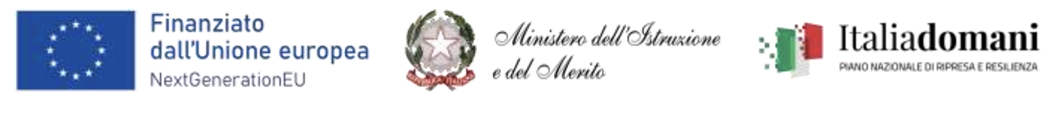 Finanziato
dall'Unione europea
NextGenerationEU
Ministero dell'Istruzione
e del Merito
Italiadomani
PIANO NAZIONALE DI RIPRESA E RESILIENZA